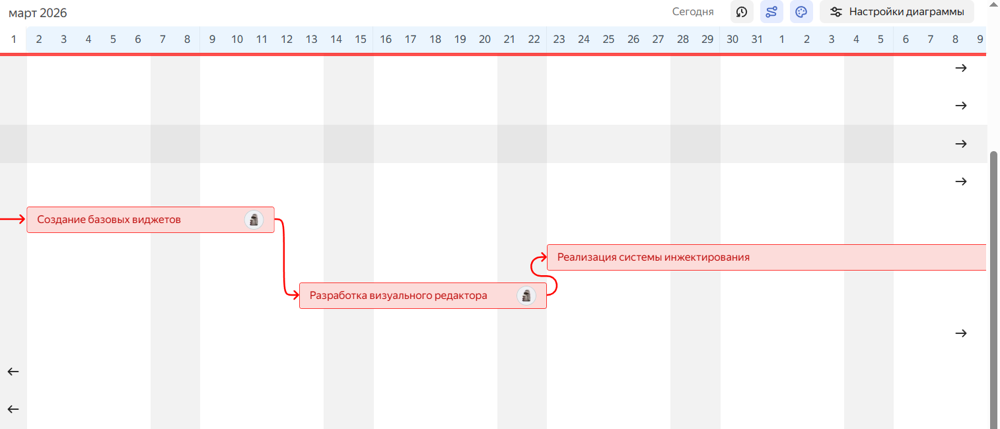 март 2026
Сегодня
Настройки диаграммы
1 2 3 4 5 6 7 8 9 10 11 12 13 14 15 16 17 18 19 20 21 22 23 24 25 26 27 28 29 30 31 1 2 3 4 5 6 7 8 9
Создание базовых виджетов
Реализация системы инжектирования
Разработка визуального редактора